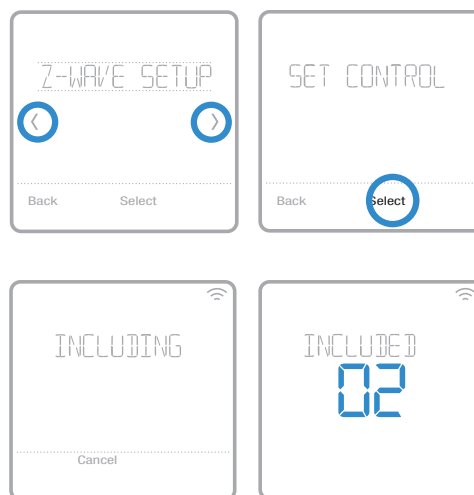 Z-WAVE SETUP
Back Select
SET CONTROL
Back Select
INCLUDING
Cancel
INCLUDED
02